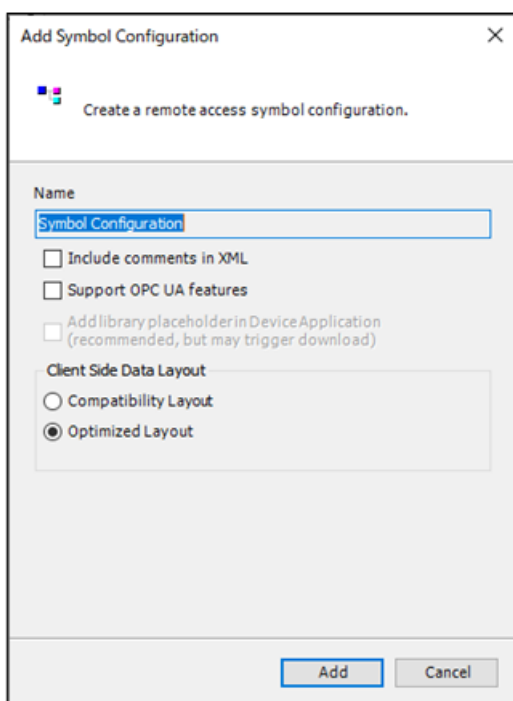 Add Symbol Configuration
Create a remote access symbol configuration.
Name
Symbol Configuration
Include comments in XML
Support OPC UA features
Add library placeholder in Device Application
(recommended, but may trigger download)
Client Side Data Layout
Compatibility Layout
Optimized Layout
Add
Cancel